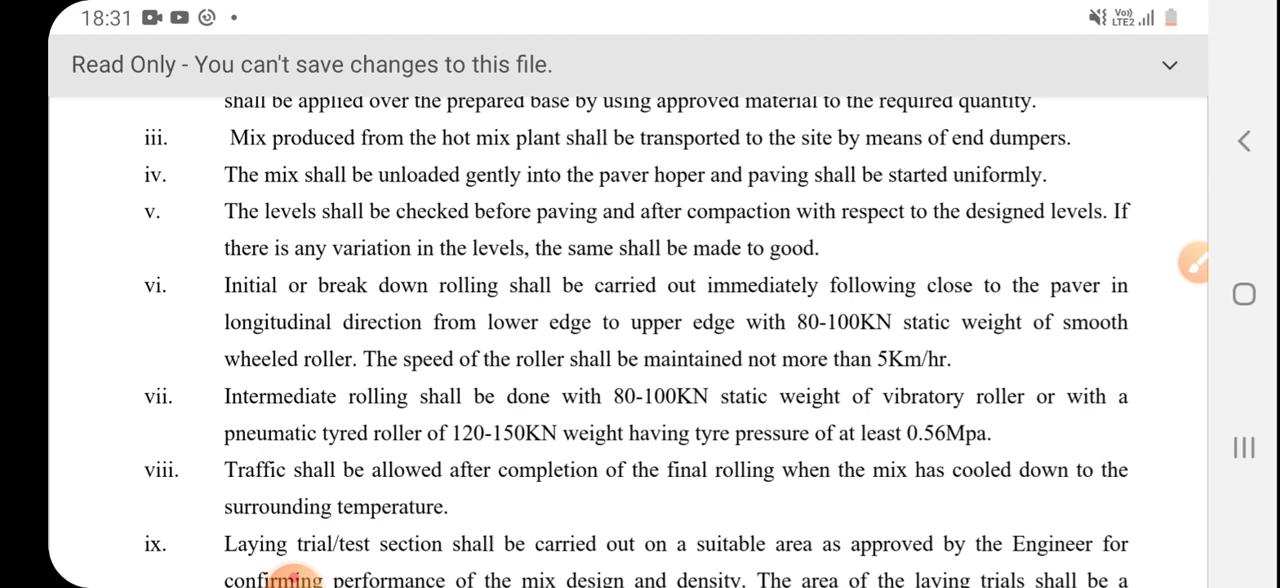 18:31
Vo))
LTE2
Read Only - You can't save changes to this file.
shall be applied over the prepared base by using approved material to the required quantity.
iii. Mix produced from the hot mix plant shall be transported to the site by means of end dumpers.
iv. The mix shall be unloaded gently into the paver hoper and paving shall be started uniformly.
v. The levels shall be checked before paving and after compaction with respect to the designed levels. If
there is any variation in the levels, the same shall be made to good.
vi. Initial or break down rolling shall be carried out immediately following close to the paver in
longitudinal direction from lower edge to upper edge with 80-100KN static weight of smooth
wheeled roller. The speed of the roller shall be maintained not more than 5Km/hr.
vii. Intermediate rolling shall be done with 80-100KN static weight of vibratory roller or with a
pneumatic tyred roller of 120-150KN weight having tyre pressure of at least 0.56Mpa.
viii. Traffic shall be allowed after completion of the final rolling when the mix has cooled down to the
surrounding temperature.
ix. Laying trial/test section shall be carried out on a suitable area as approved by the Engineer for
confirming performance of the mix design and density. The area of the laying trials shall be a